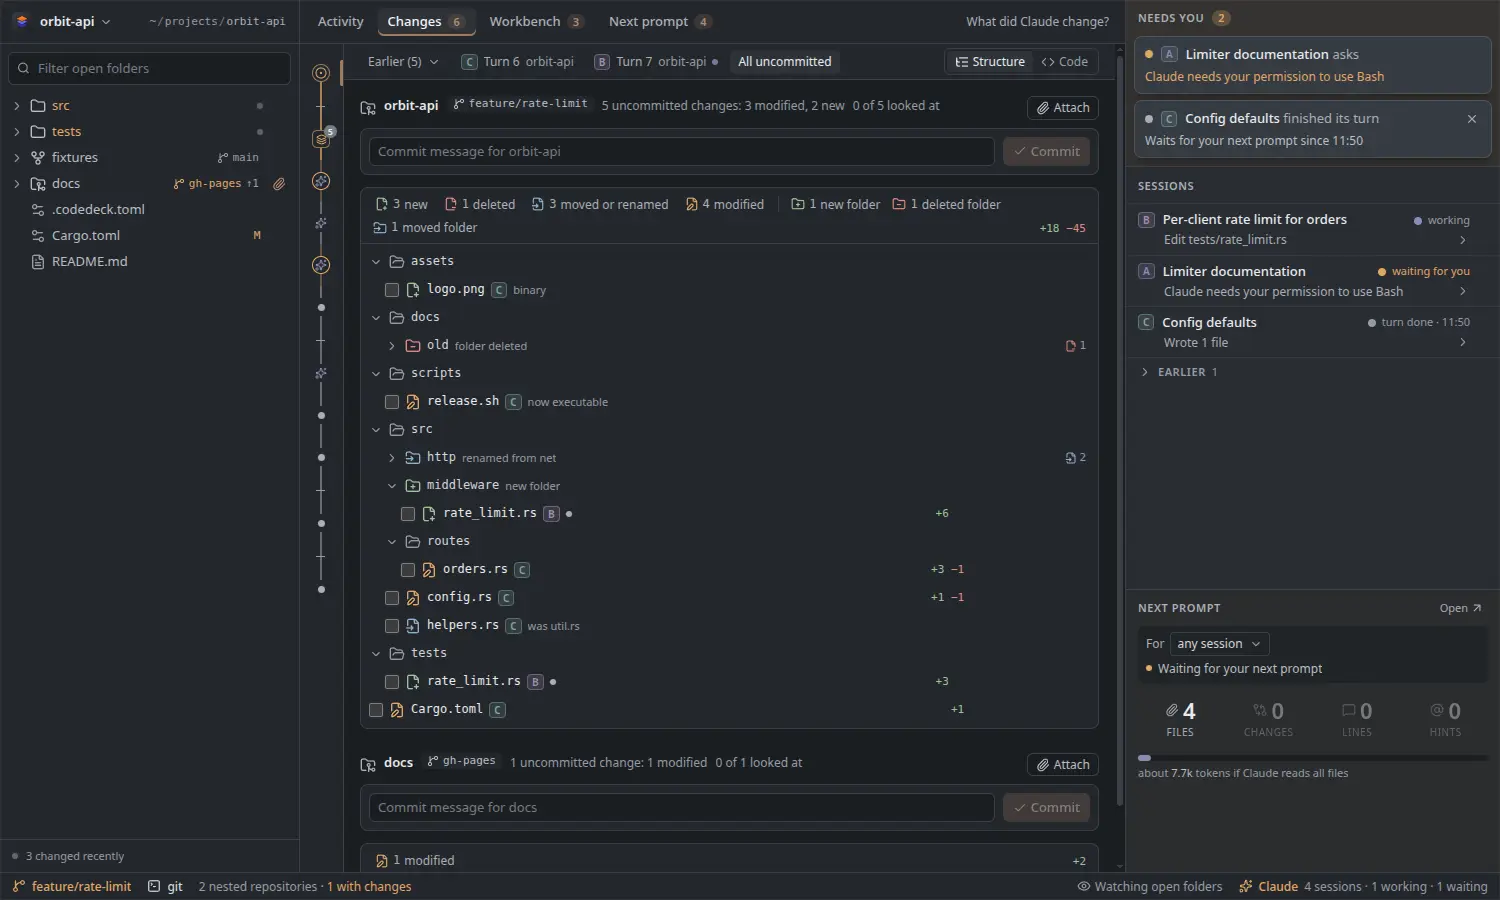 orbit-api ~/projects/orbit-api
Filter open folders
src
tests
fixtures main
docs gh-pages ↑1
.codedeck.toml
Cargo.toml M
README.md
3 changed recently
Activity Changes 6 Workbench 3 Next prompt 4 What did Claude change?
5
Earlier (5) C Turn 6 orbit-api B Turn 7 orbit-api All uncommitted Structure Code
orbit-api feature/rate-limit 5 uncommitted changes: 3 modified, 2 new 0 of 5 looked at Attach
Commit message for orbit-api Commit
3 new 1 deleted 3 moved or renamed 4 modified 1 new folder 1 deleted folder
1 moved folder +18 −45
assets
logo.png C binary
docs
old folder deleted 1
scripts
release.sh C now executable
src
http renamed from net 2
middleware new folder
rate_limit.rs B +6
routes
orders.rs C +3 −1
config.rs C +1 −1
helpers.rs C was util.rs
tests
rate_limit.rs B +3
Cargo.toml C +1
docs gh-pages 1 uncommitted change: 1 modified 0 of 1 looked at Attach
Commit message for docs Commit
1 modified +2
NEEDS YOU 2
A Limiter documentation asks
Claude needs your permission to use Bash
C Config defaults finished its turn
Waits for your next prompt since 11:50
SESSIONS
B Per-client rate limit for orders working
Edit tests/rate_limit.rs
A Limiter documentation waiting for you
Claude needs your permission to use Bash
C Config defaults turn done · 11:50
Wrote 1 file
EARLIER 1
NEXT PROMPT Open
For any session
Waiting for your next prompt
4 0 0 0
FILES CHANGES LINES HINTS
about 7.7k tokens if Claude reads all files
feature/rate-limit git 2 nested repositories · 1 with changes Watching open folders Claude 4 sessions · 1 working · 1 waiting